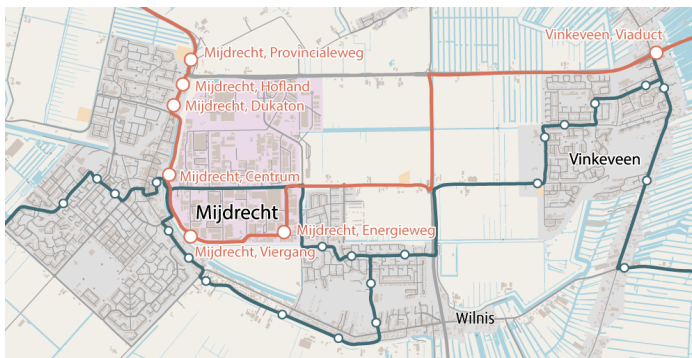 Vinkeveen, Viaduct
Mijdrecht, Provincialeweg
Mijdrecht, Hofland
Mijdrecht, Dukaton
Vinkeveen
Mijdrecht, Centrum
Mijdrecht
Mijdrecht, Energieweg
Mijdrecht, Viergang
Wilnis